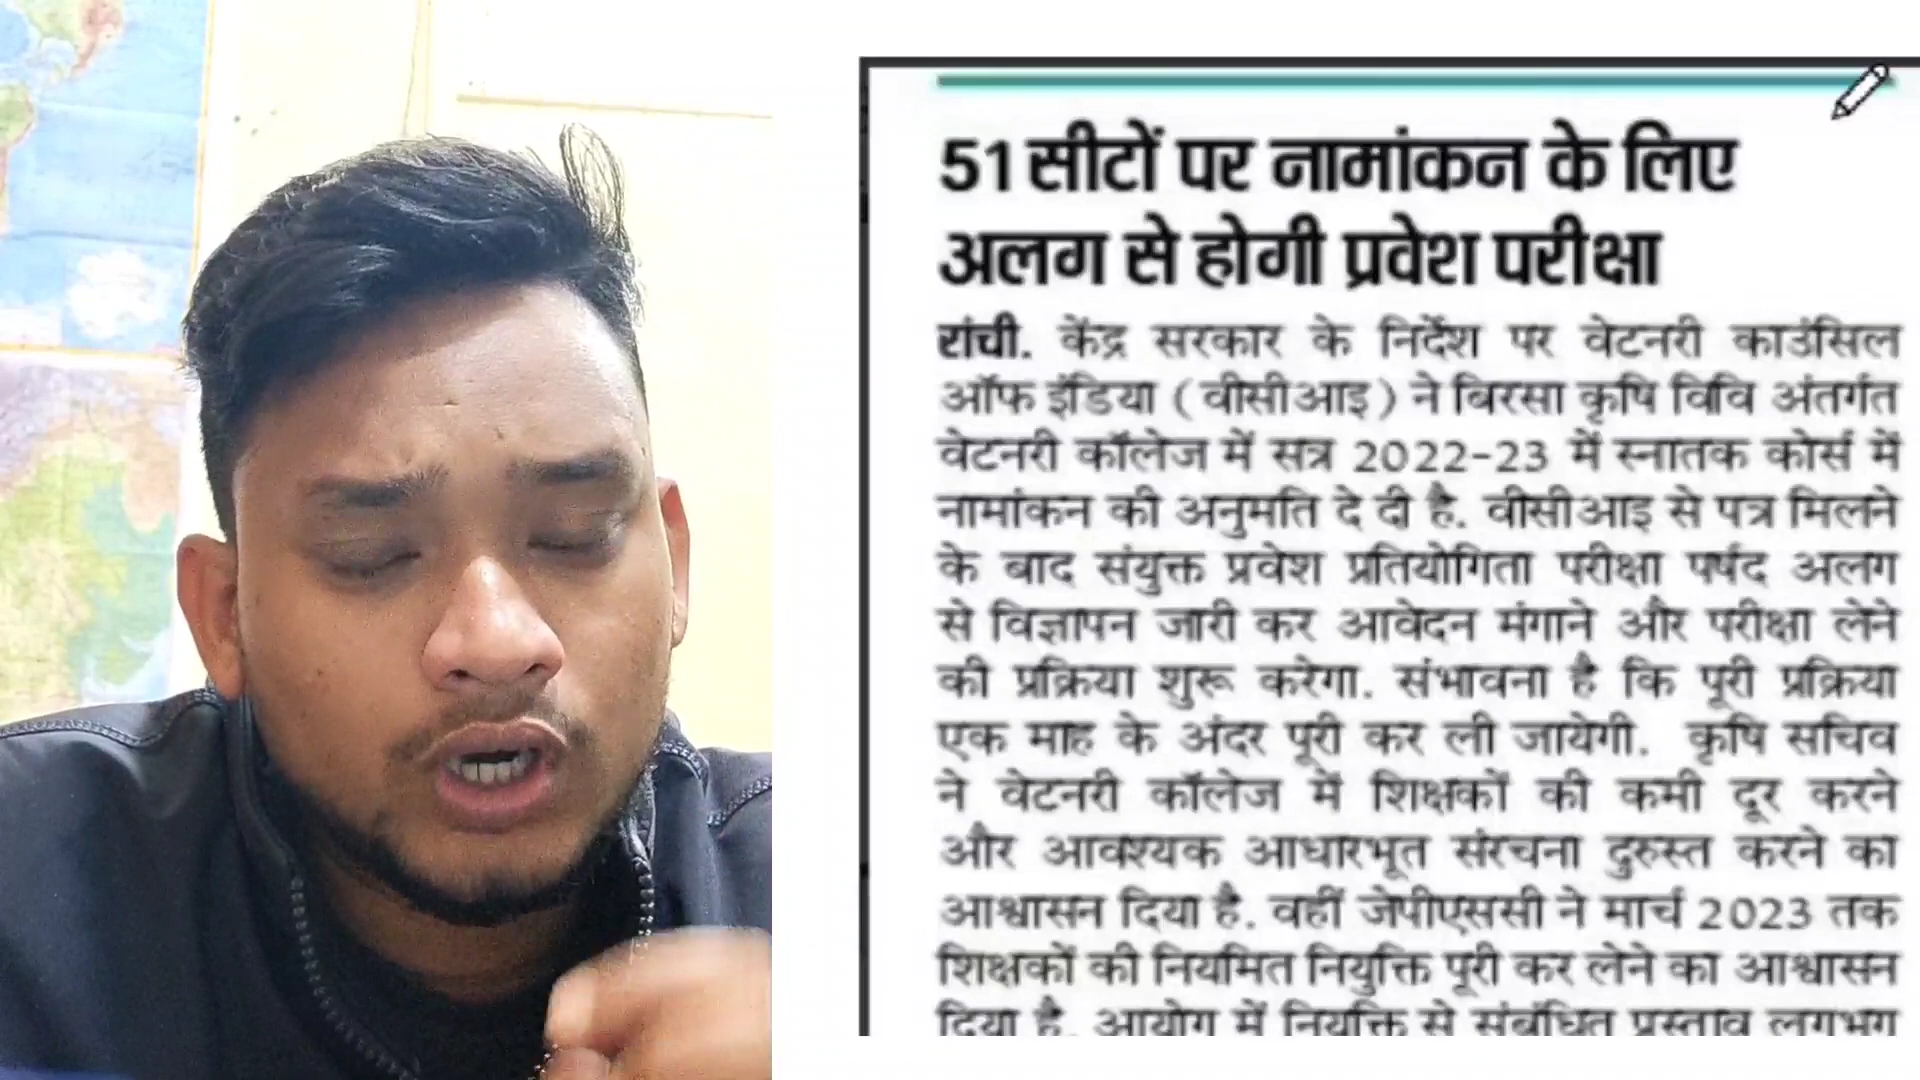 51 सीटों पर नामांकन के लिए
अलग से होगी प्रवेश परीक्षा
रांची. केंद्र सरकार के निर्देश पर वेटनरी काउंसिल
ऑफ इंडिया (वीसीआइ) ने बिरसा कृषि विवि अंतर्गत
वेटनरी कॉलेज में सत्र 2022-23 में स्नातक कोर्स में
नामांकन की अनुमति दे दी है. वीसीआइ से पत्र मिलने
के बाद संयुक्त प्रवेश प्रतियोगिता परीक्षा पर्षद अलग
से विज्ञापन जारी कर आवेदन मंगाने और परीक्षा लेने
की प्रक्रिया शुरू करेगा. संभावना है कि पूरी प्रक्रिया
एक माह के अंदर पूरी कर ली जायेगी. कृषि सचिव
ने वेटनरी कॉलेज में शिक्षकों की कमी दूर करने
और आवश्यक आधारभूत संरचना दुरुस्त करने का
आश्वासन दिया है. वहीं जेपीएससी ने मार्च 2023 तक
शिक्षकों की नियमित नियुक्ति पूरी कर लेने का आश्वासन
दिया है. आयोग में नियुक्ति से संबंधित प्रस्ताव लगभग